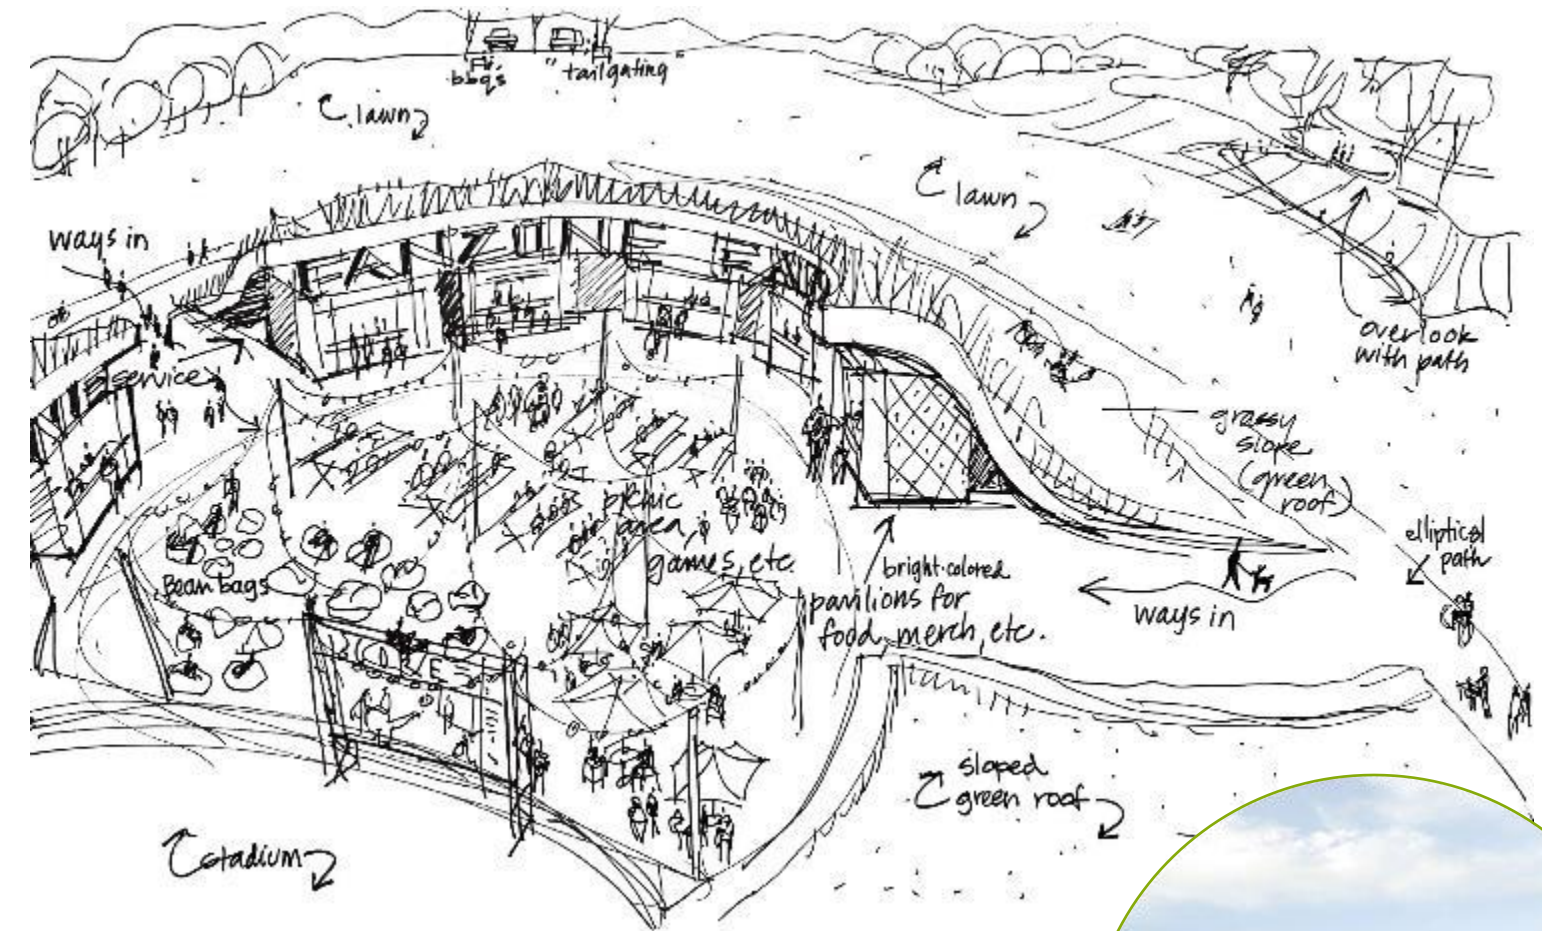 bbqs
"tailgating"
lawn
lawn
ways in
FAN ZONE
overlook
with path
service
grassy
slope
(green
roof)
picnic
area,
games, etc.
elliptical
path
Bean bags
bright-colored
pavilions for
food, merch, etc.
ways in
sloped
green roof
stadium